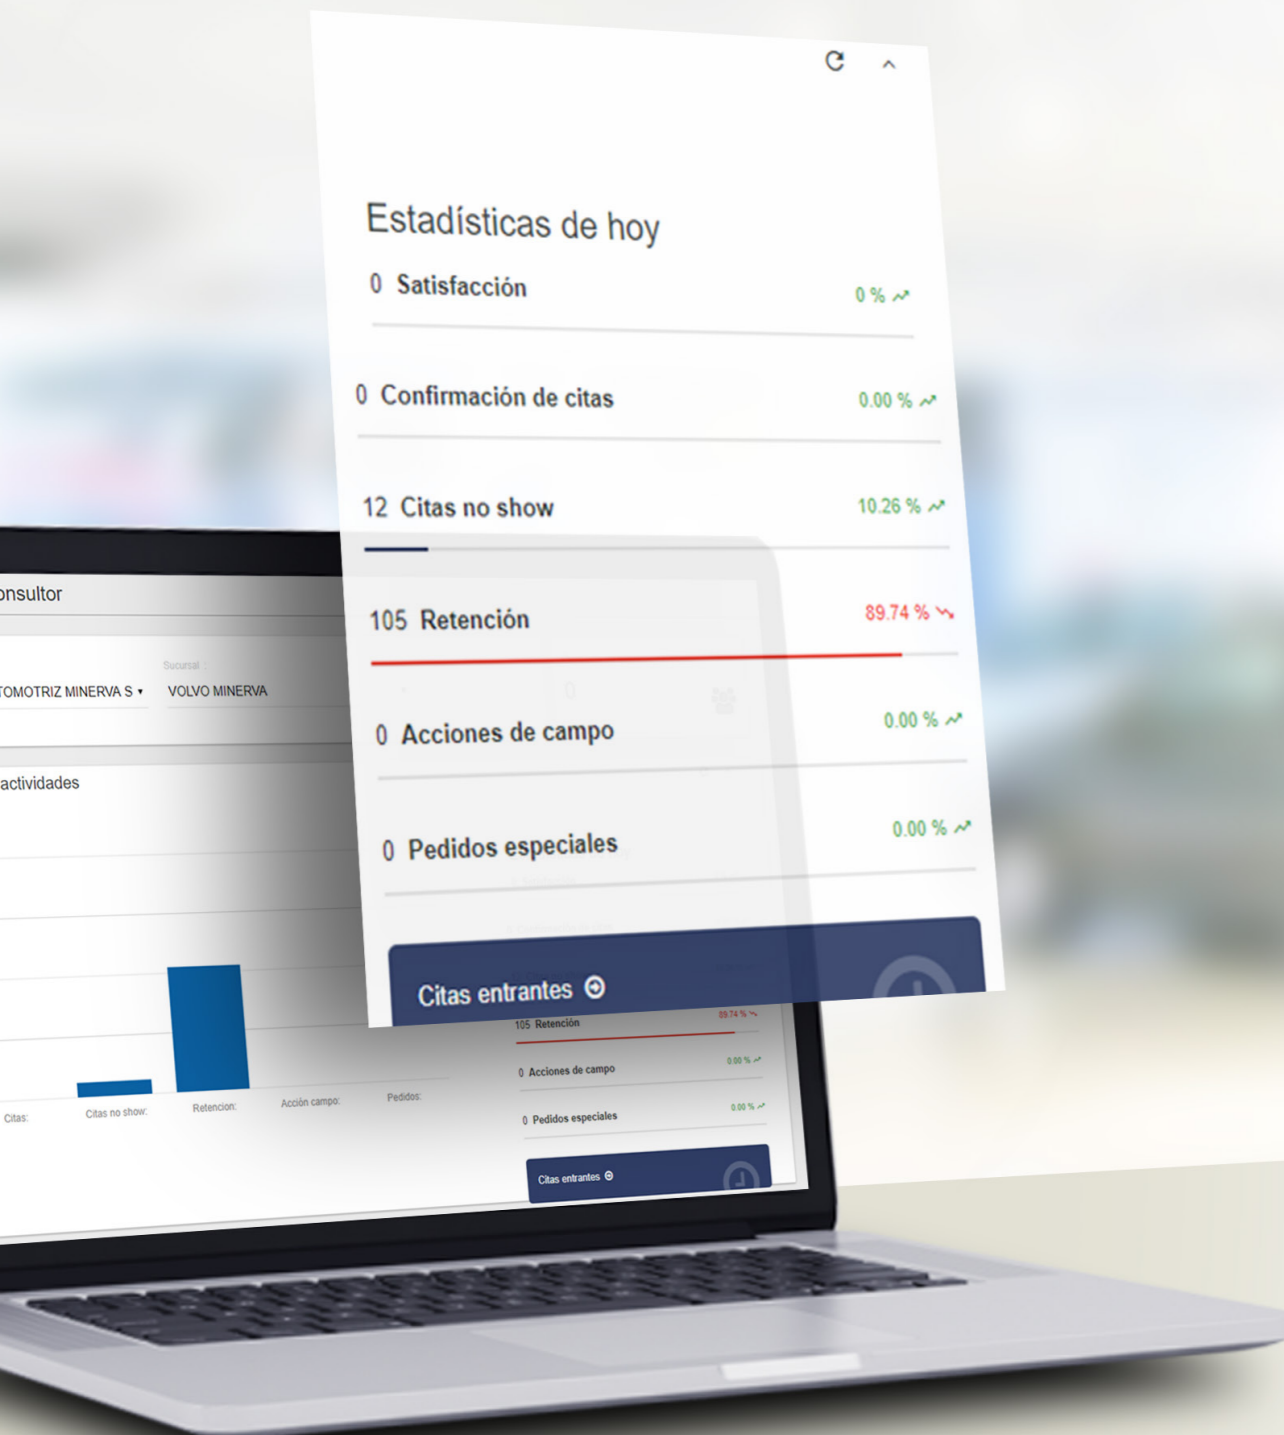 Estadísticas de hoy
0 Satisfacción 0 %
0 Confirmación de citas 0.00 %
12 Citas no show 10.26 %
105 Retención 89.74 %
0 Acciones de campo 0.00 %
0 Pedidos especiales 0.00 %
Citas entrantes
onsultor
Sucursal :
TOMOTRIZ MINERVA S VOLVO MINERVA
actividades
Citas: Citas no show: Retencion: Acción campo: Pedidos:
105 Retención 89.74 %
0 Acciones de campo 0.00 %
0 Pedidos especiales 0.00 %
Citas entrantes